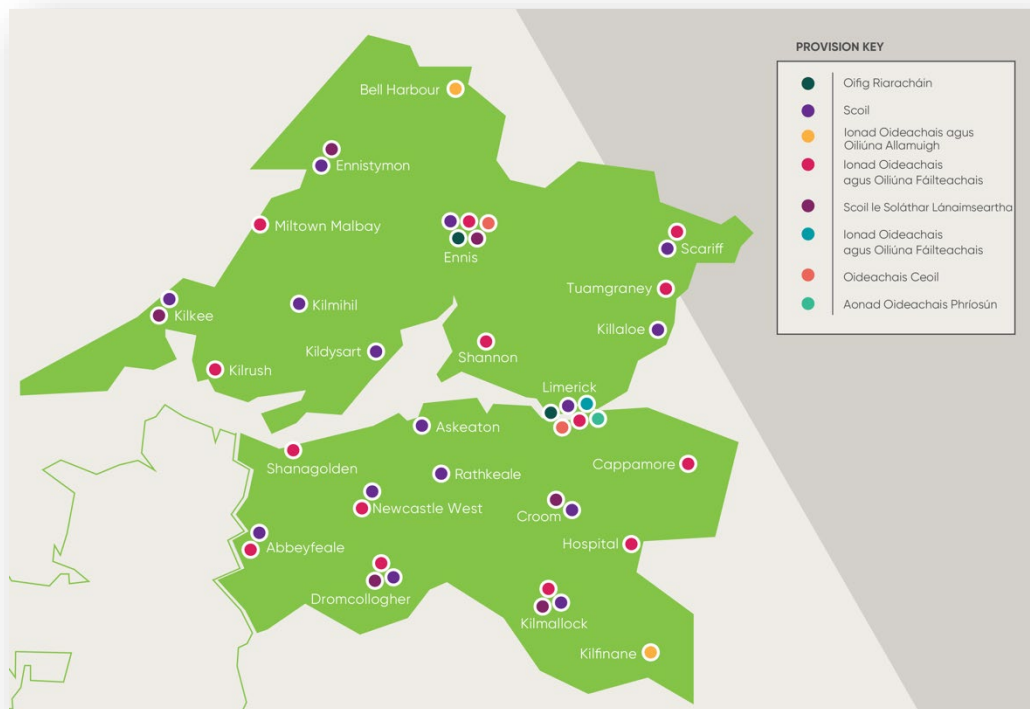 PROVISION KEY
Oifig Riaracháin
Scoil
Ionad Oideachais agus
Oiliúna Allamuigh
Ionad Oideachais
agus Oiliúna Fáilteachais
Scoil le Soláthar Lánaimseartha
Ionad Oideachais
agus Oiliúna Fáilteachais
Oideachais Ceoil
Aonad Oideachais Phríosún
Bell Harbour
Ennistymon
Miltown Malbay
Ennis
Scariff
Tuamgraney
Kilkee
Kilmihil
Killaloe
Kildysart
Shannon
Kilrush
Limerick
Askeaton
Shanagolden
Cappamore
Rathkeale
Newcastle West
Croom
Abbeyfeale
Hospital
Dromcollogher
Kilmallock
Kilfinane